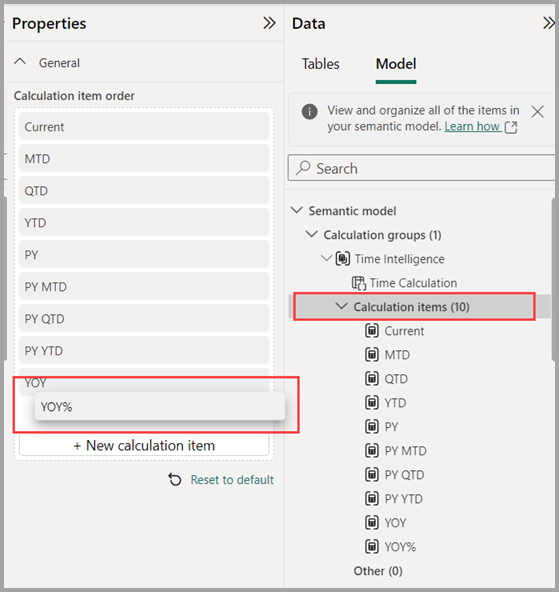 Properties
General
Calculation item order
Current
MTD
QTD
YTD
PY
PY MTD
PY QTD
PY YTD
YOY
YOY%
+ New calculation item
Reset to default
Data
Tables
Model
View and organize all of the items in
your semantic model. Learn how
Search
Semantic model
Calculation groups (1)
Time Intelligence
Time Calculation
Calculation items (10)
Current
MTD
QTD
YTD
PY
PY MTD
PY QTD
PY YTD
YOY
YOY%
Other (0)